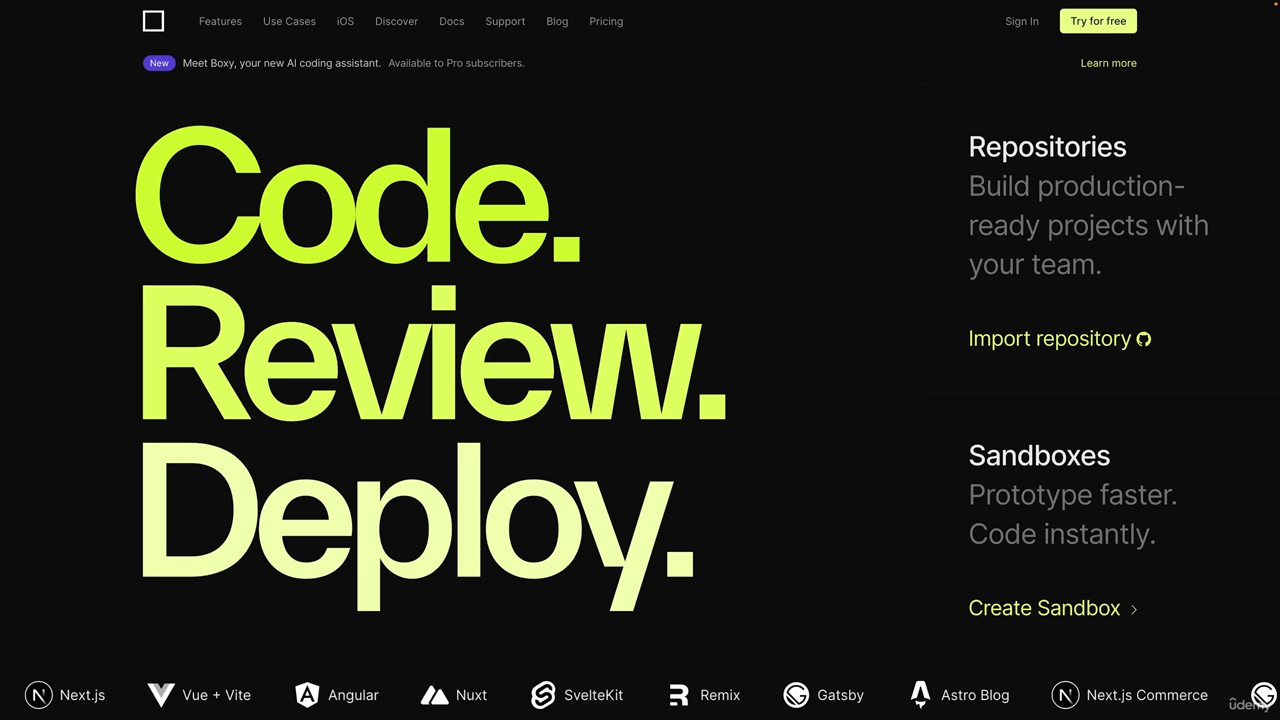 Features Use Cases iOS Discover Docs Support Blog Pricing Sign In Try for free
New Meet Boxy, your new AI coding assistant. Available to Pro subscribers. Learn more
Code.
Review.
Deploy.
Repositories
Build production-
ready projects with
your team.
Import repository
Sandboxes
Prototype faster.
Code instantly.
Create Sandbox
Next.js Vue + Vite Angular Nuxt SvelteKit Remix Gatsby Astro Blog Next.js Commerce
udemy